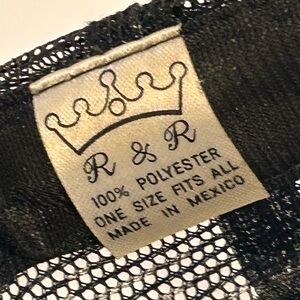 R & R
100% POLYESTER
ONE SIZE FITS ALL
MADE IN MEXICO